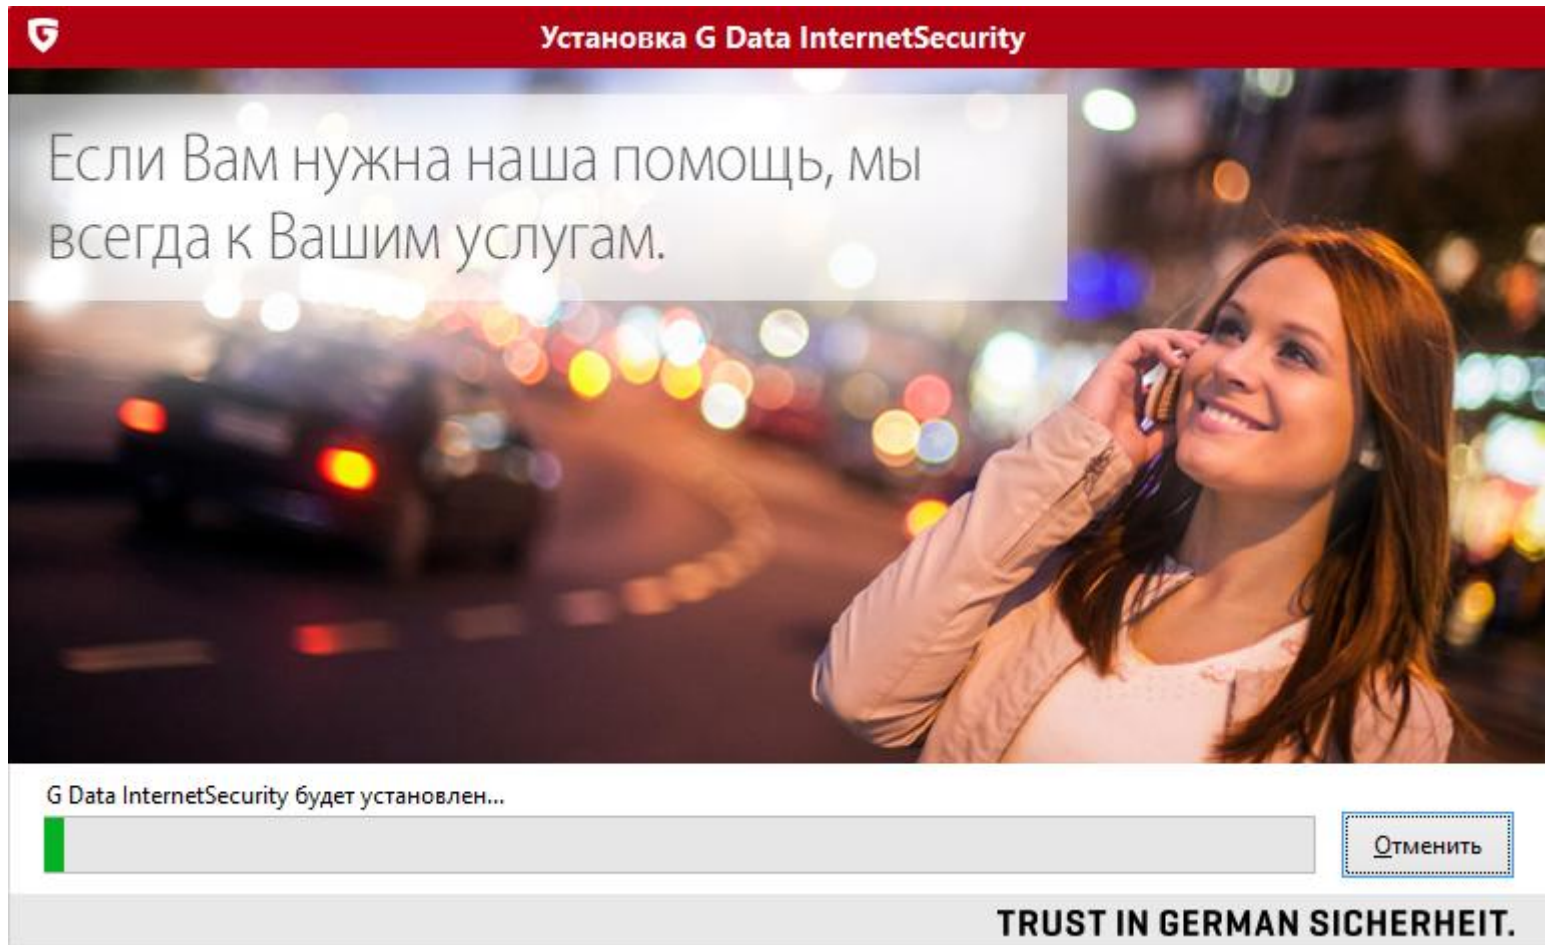 Установка G Data InternetSecurity
Если Вам нужна наша помощь, мы
всегда к Вашим услугам.
G Data InternetSecurity будет установлен...
Отменить
TRUST IN GERMAN SICHERHEIT.